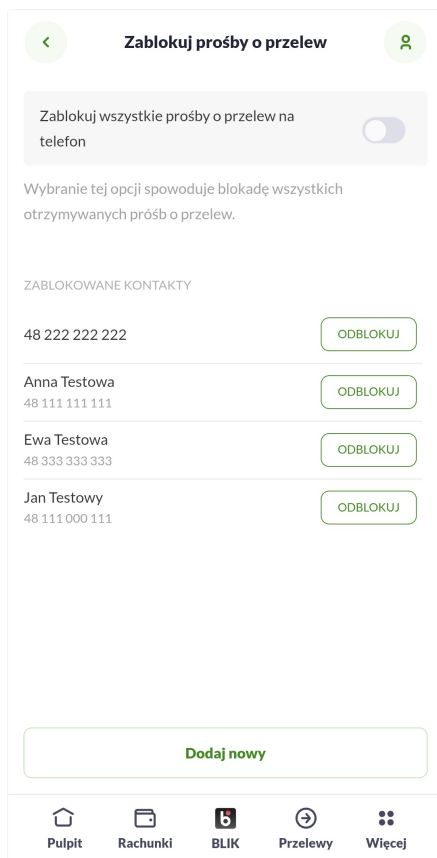 Zablokuj prośby o przelew
Zablokuj wszystkie prośby o przelew na
telefon
Wybranie tej opcji spowoduje blokadę wszystkich
otrzymywanych próśb o przelew.
ZABLOKOWANE KONTAKTY
48 222 222 222
ODBLOKUJ
Anna Testowa
48 111 111 111
ODBLOKUJ
Ewa Testowa
48 333 333 333
ODBLOKUJ
Jan Testowy
48 111 000 111
ODBLOKUJ
Dodaj nowy
Pulpit
Rachunki
BLIK
Przelewy
Więcej